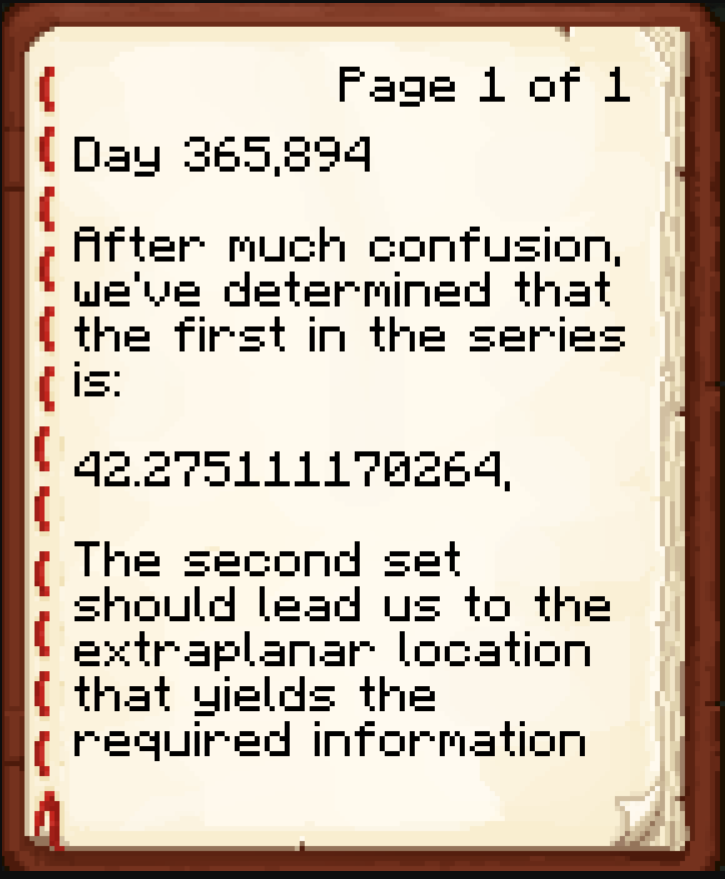 Page 1 of 1
Day 365,894
After much confusion,
we've determined that
the first in the series
is:
42.275111170264,
The second set
should lead us to the
extraplanar location
that yields the
required information